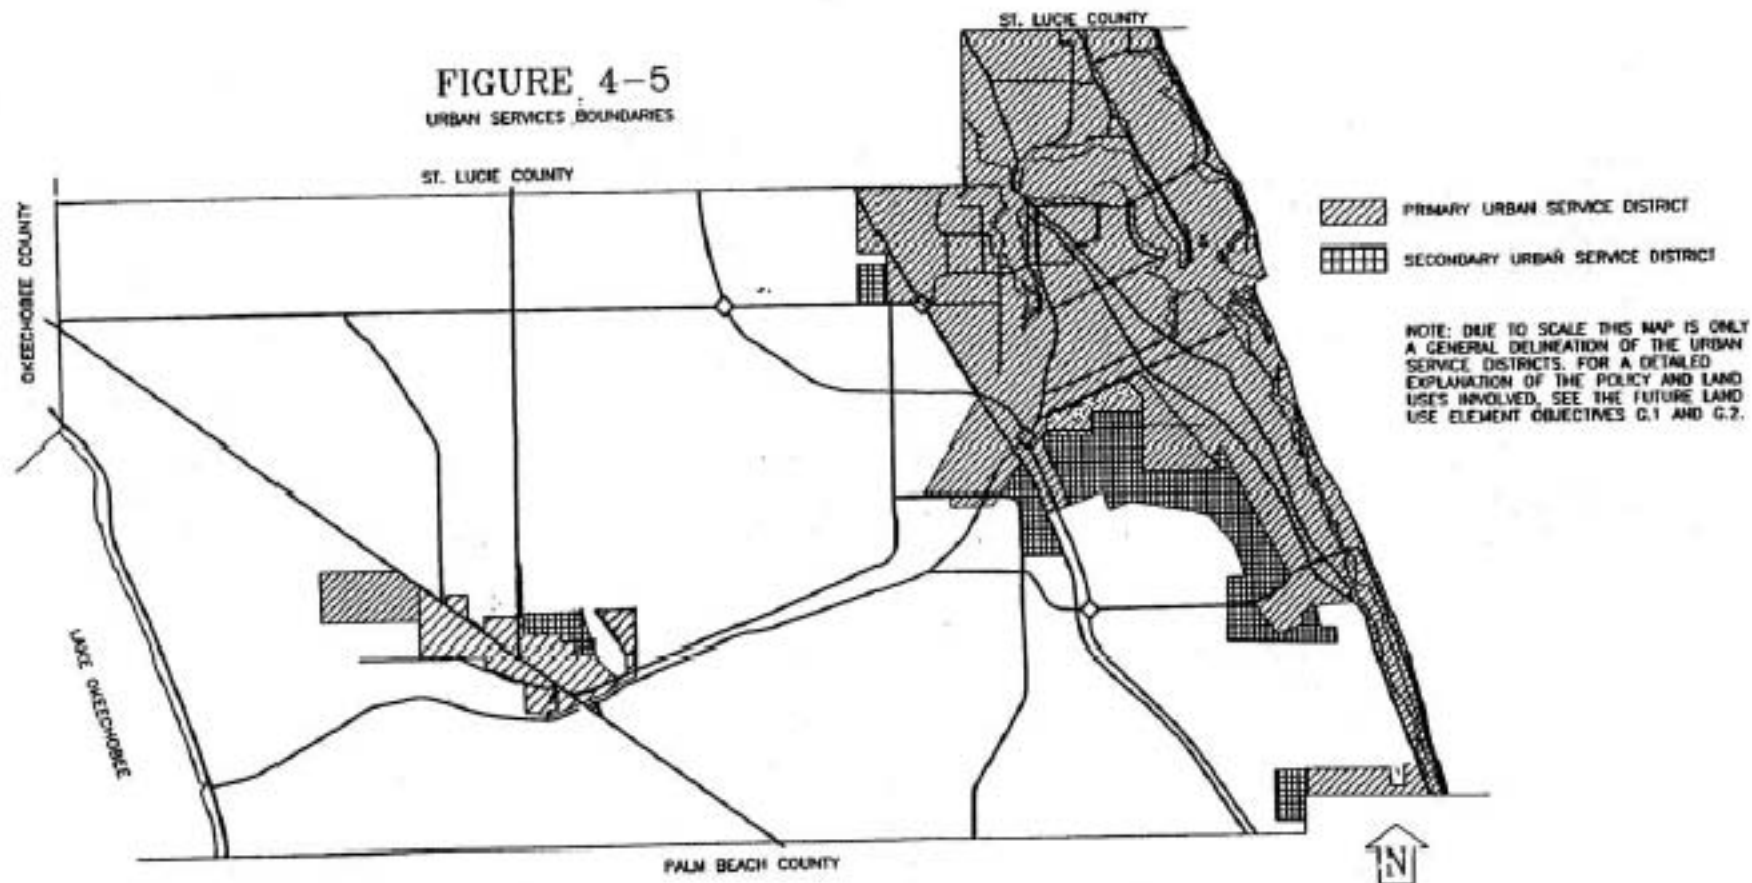 ST. LUCIE COUNTY
FIGURE 4-5
URBAN SERVICES BOUNDARIES
ST. LUCIE COUNTY
OKEECHOBEE COUNTY
PRIMARY URBAN SERVICE DISTRICT
SECONDARY URBAN SERVICE DISTRICT
NOTE: DUE TO SCALE THIS MAP IS ONLY
A GENERAL DELINEATION OF THE URBAN
SERVICE DISTRICTS. FOR A DETAILED
EXPLANATION OF THE POLICY AND LAND
USES INVOLVED, SEE THE FUTURE LAND
USE ELEMENT OBJECTIVES G.1 AND G.2.
LAKE OKEECHOBEE
PALM BEACH COUNTY
N